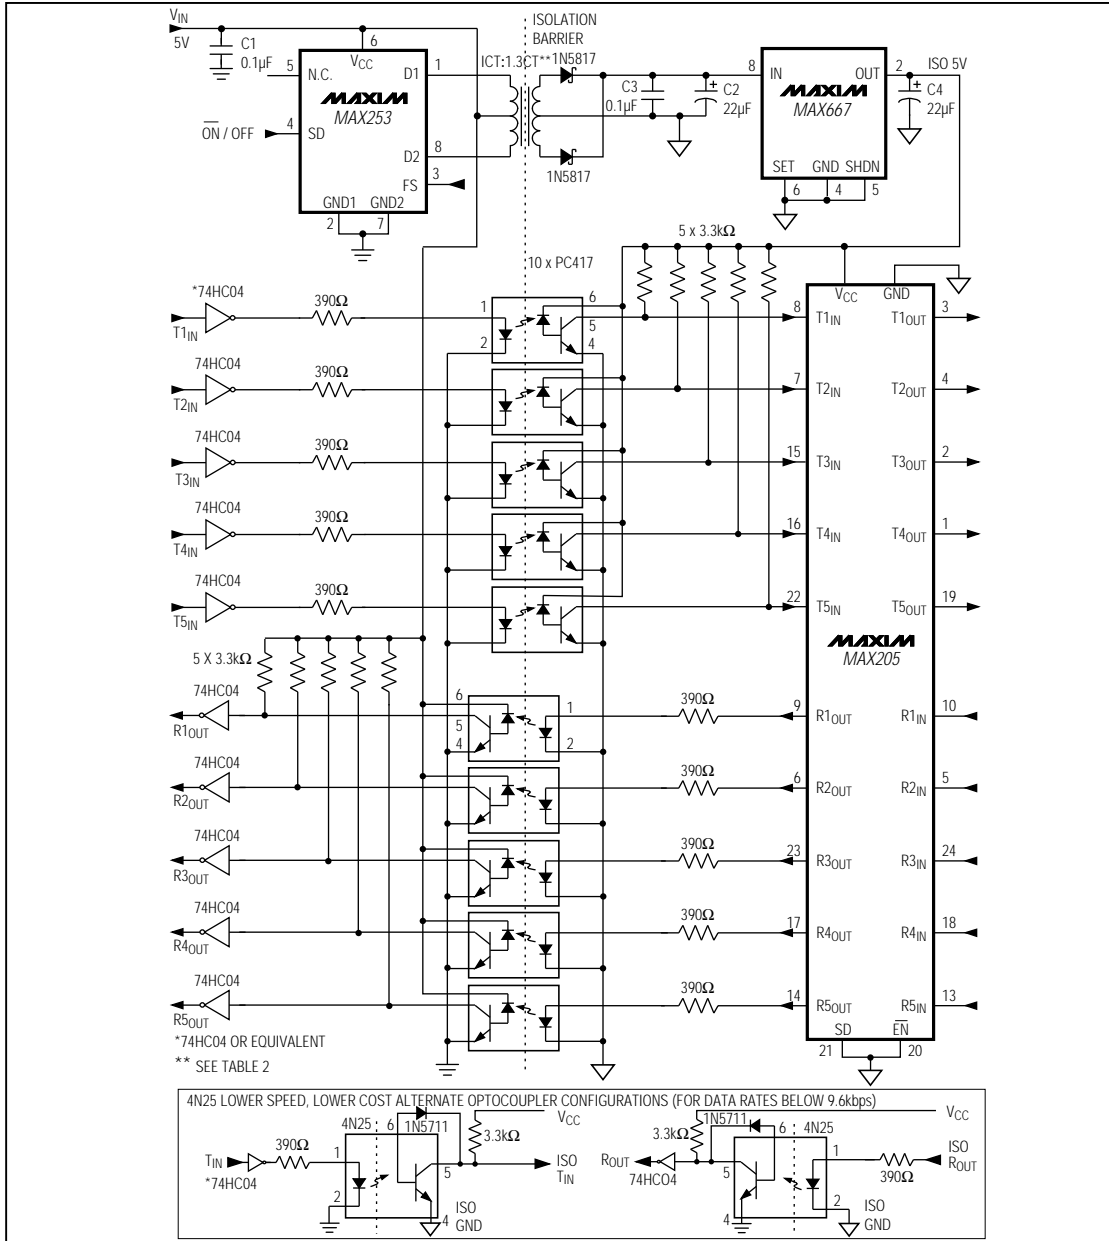 VIN
5V
C1
0.1µF
ISOLATION
BARRIER
6
VCC
5
N.C.
D1
1
MAXIM
MAX253
ON / OFF
4
SD
D2
8
FS
3
GND1
GND2
2
7
ICT:1.3CT**
1N5817
1N5817
C3
0.1µF
C2
22µF
8
IN
OUT
2
ISO 5V
MAXIM
MAX667
C4
22µF
SET
GND
SHDN
6
4
5
5 x 3.3kΩ
10 x PC417
*74HC04
390Ω
T1IN
1
2
6
5
4
VCC
GND
8
T1IN
T1OUT
3
74HC04
390Ω
T2IN
7
T2IN
T2OUT
4
74HC04
390Ω
T3IN
15
T3IN
T3OUT
2
74HC04
390Ω
T4IN
16
T4IN
T4OUT
1
74HC04
390Ω
T5IN
22
T5IN
T5OUT
19
MAXIM
MAX205
5 X 3.3kΩ
74HC04
R1OUT
6
5
4
1
2
390Ω
9
R1OUT
R1IN
10
74HC04
R2OUT
390Ω
6
R2OUT
R2IN
5
74HC04
R3OUT
390Ω
23
R3OUT
R3IN
24
74HC04
R4OUT
390Ω
17
R4OUT
R4IN
18
74HC04
R5OUT
390Ω
14
R5OUT
R5IN
13
SD
EN
21
20
*74HC04 OR EQUIVALENT
** SEE TABLE 2
4N25 LOWER SPEED, LOWER COST ALTERNATE OPTOCOUPLER CONFIGURATIONS (FOR DATA RATES BELOW 9.6kbps)
TIN
*74HC04
390Ω
1
2
4N25
6
1N5711
3.3kΩ
VCC
5
4
ISO
TIN
ISO
GND
ROUT
74HCO4
3.3kΩ
1N5711
6
4N25
VCC
5
4
1
2
390Ω
ISO
ROUT
ISO
GND